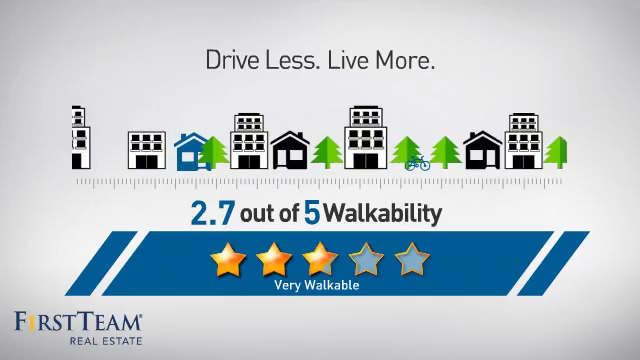 Drive Less. Live More.
2.7 out of 5 Walkability
Very Walkable
FIRSTTEAM®
REAL ESTATE